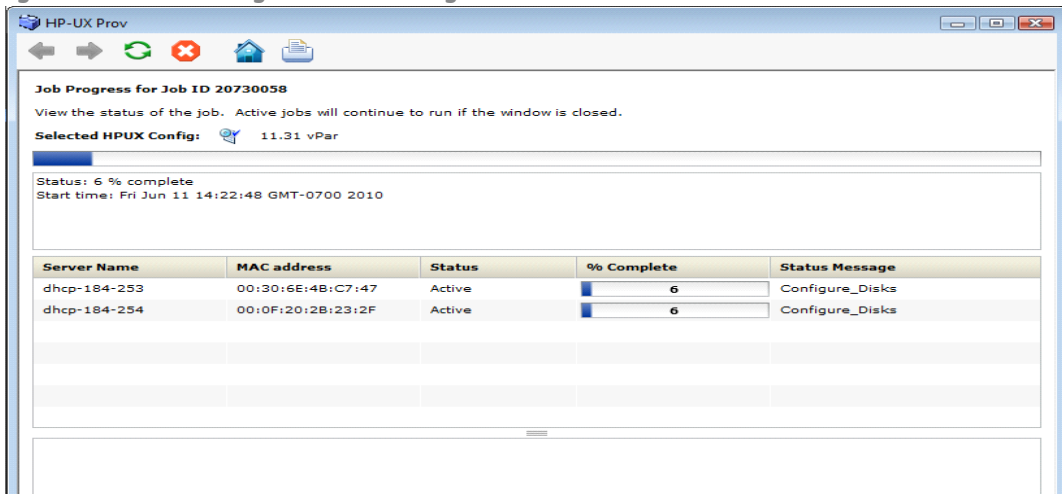 HP-UX Prov
Job Progress for Job ID 20730058
View the status of the job. Active jobs will continue to run if the window is closed.
Selected HPUX Config: 11.31 vPar
Status: 6 % complete
Start time: Fri Jun 11 14:22:48 GMT-0700 2010
Server Name MAC address Status % Complete Status Message
dhcp-184-253 00:30:6E:4B:C7:47 Active 6 Configure_Disks
dhcp-184-254 00:0F:20:2B:23:2F Active 6 Configure_Disks